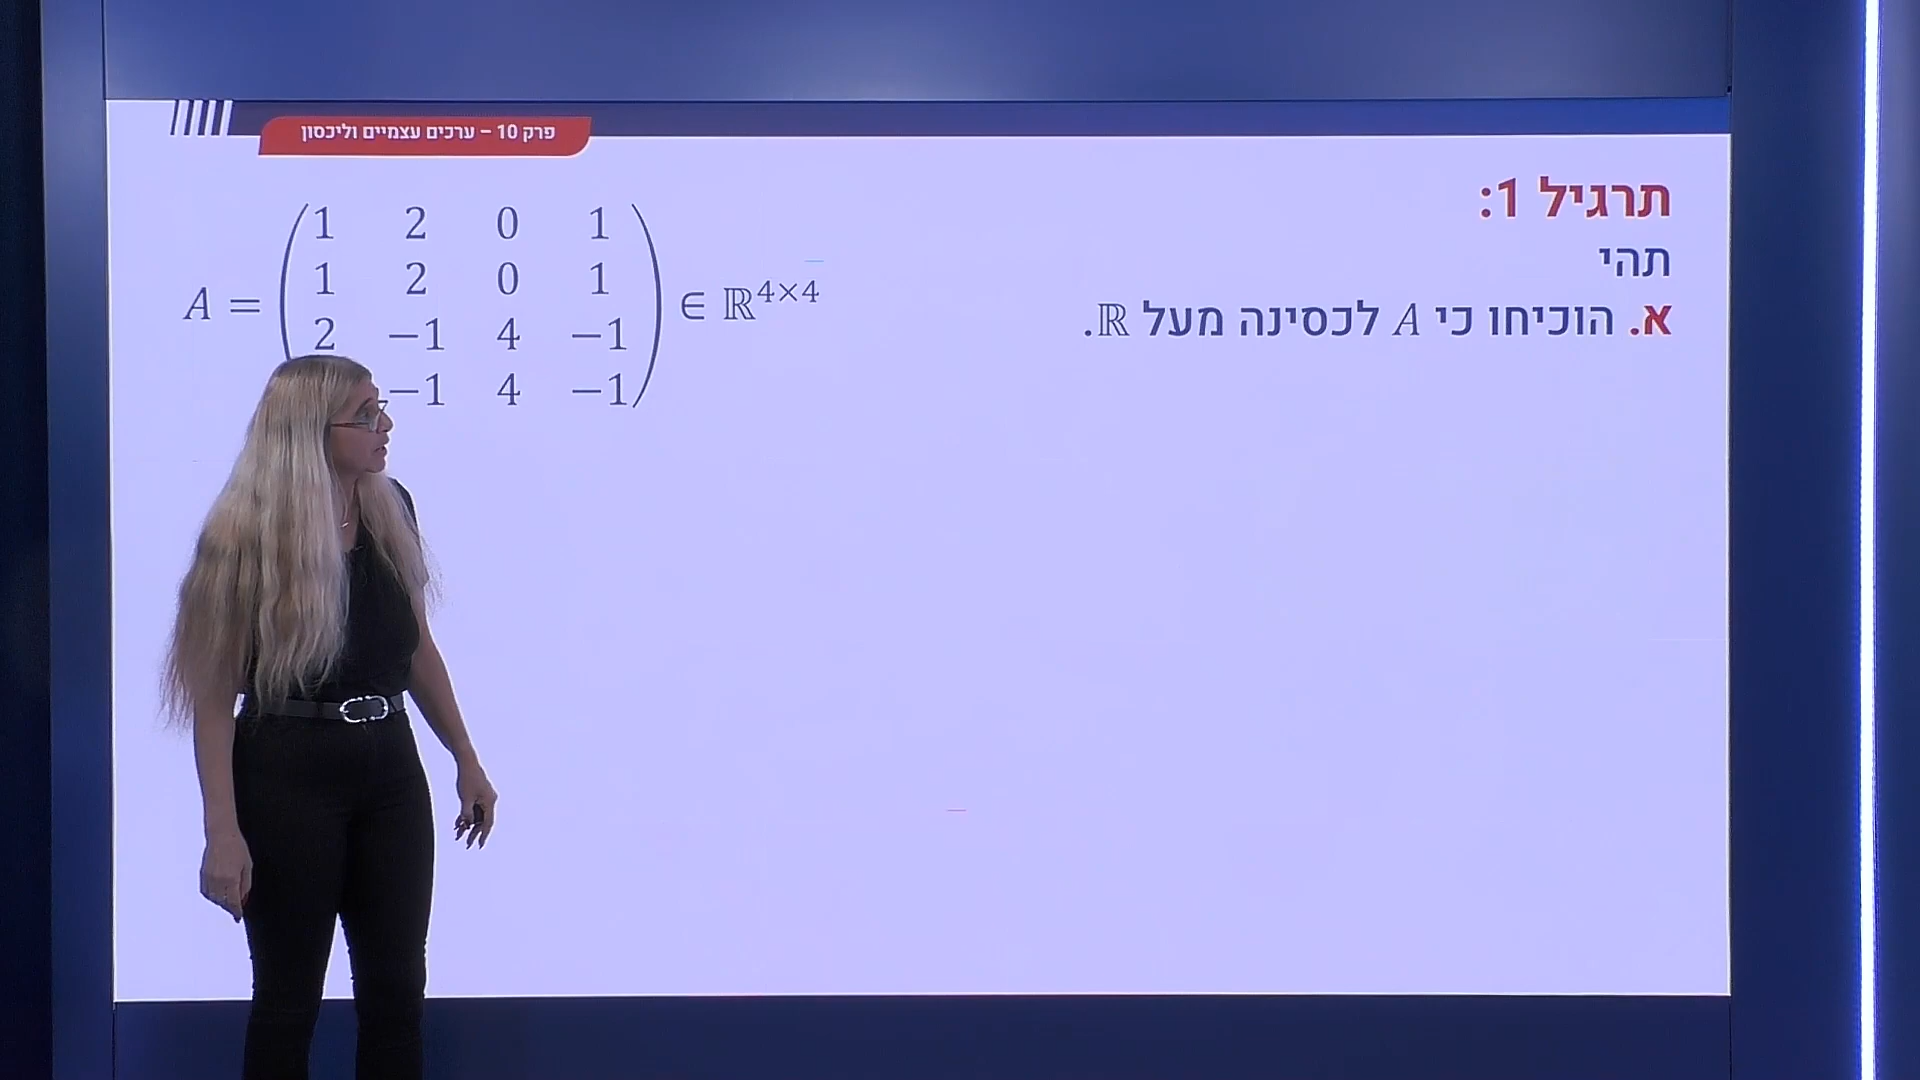 פרק 10 – ערכים עצמיים וליכסון
תרגיל 1:
תהי
A = ( 1 2 0 1
1 2 0 1
2 −1 4 −1
−1 4 −1 ) ∈ ℝ^{4×4}
א. הוכיחו כי A לכסינה מעל ℝ.